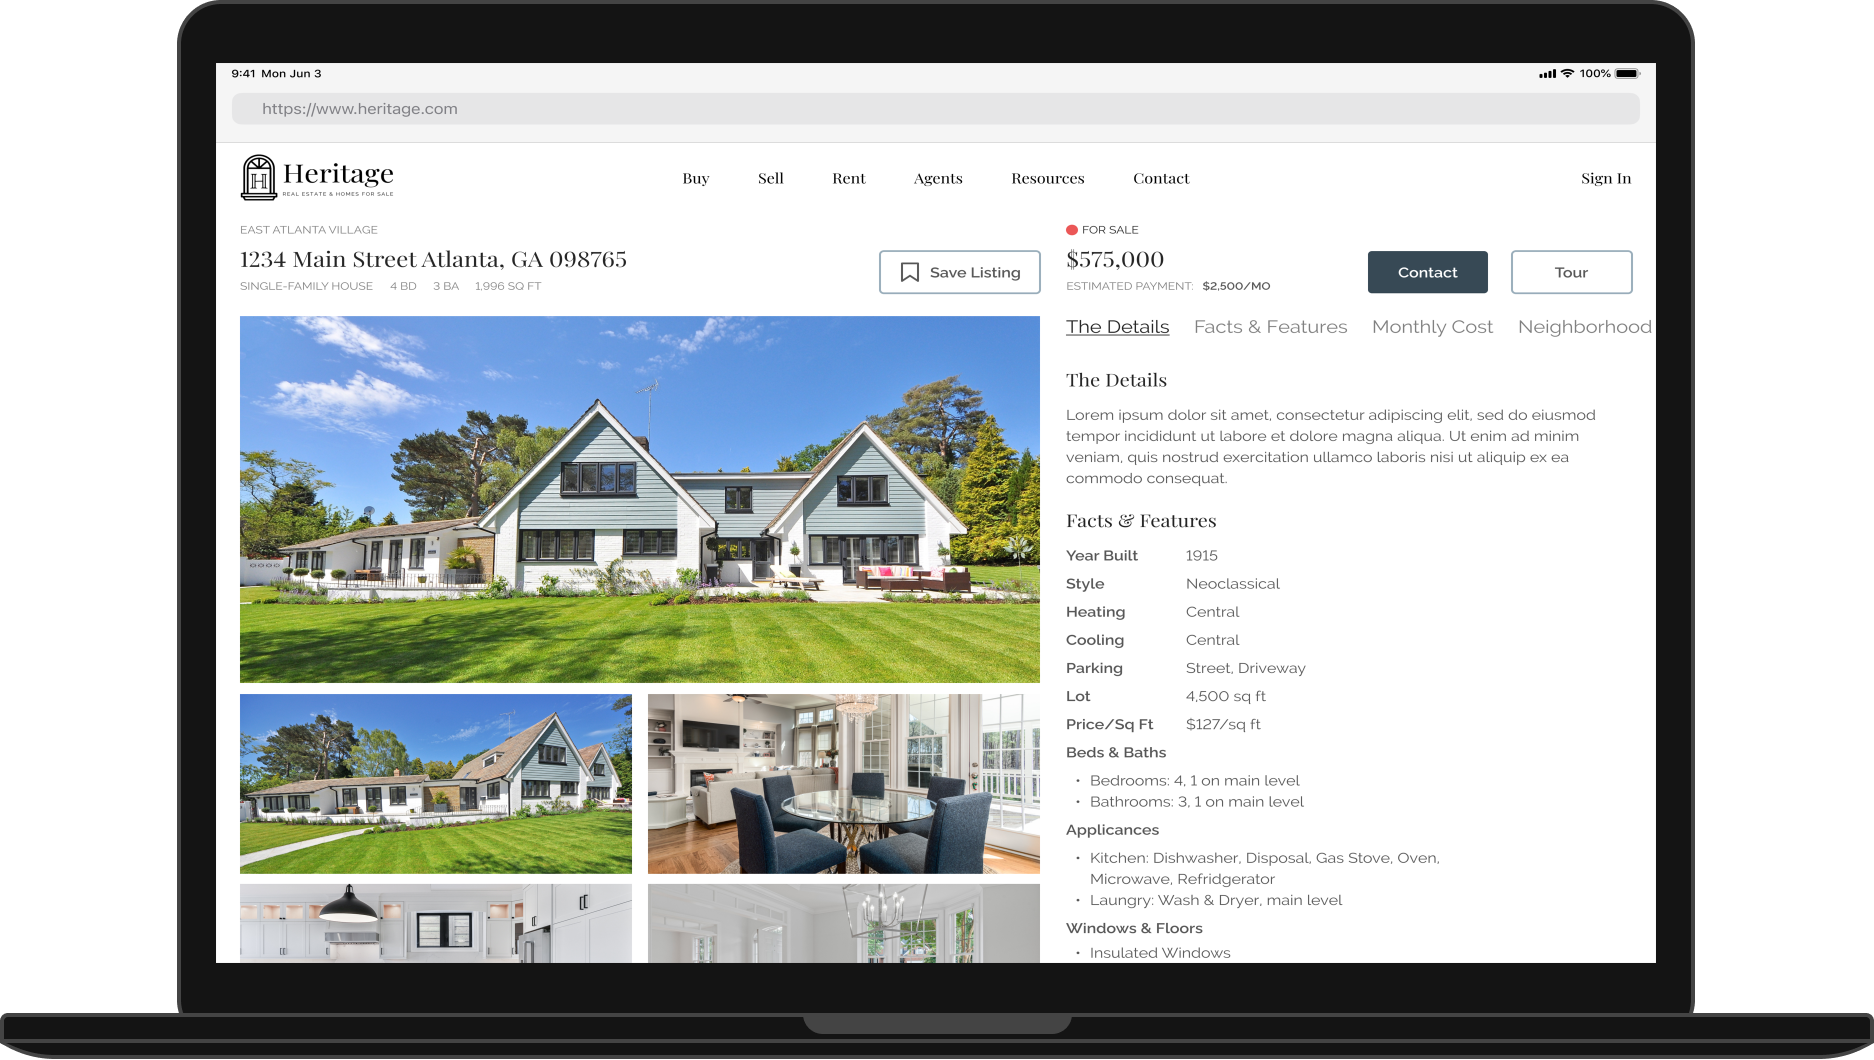 9:41 Mon Jun 3
100%
https://www.heritage.com
H
Heritage
REAL ESTATE & HOMES FOR SALE
Buy
Sell
Rent
Agents
Resources
Contact
Sign In
EAST ATLANTA VILLAGE
1234 Main Street Atlanta, GA 098765
SINGLE-FAMILY HOUSE 4 BD 3 BA 1,996 SQ FT
Save Listing
FOR SALE
$575,000
ESTIMATED PAYMENT: $2,500/MO
Contact
Tour
The Details
Facts & Features
Monthly Cost
Neighborhood
The Details
Lorem ipsum dolor sit amet, consectetur adipiscing elit, sed do eiusmod
tempor incididunt ut labore et dolore magna aliqua. Ut enim ad minim
veniam, quis nostrud exercitation ullamco laboris nisi ut aliquip ex ea
commodo consequat.
Facts & Features
Year Built 1915
Style Neoclassical
Heating Central
Cooling Central
Parking Street, Driveway
Lot 4,500 sq ft
Price/Sq Ft $127/sq ft
Beds & Baths
• Bedrooms: 4, 1 on main level
• Bathrooms: 3, 1 on main level
Applicances
• Kitchen: Dishwasher, Disposal, Gas Stove, Oven,
Microwave, Refridgerator
• Laungry: Wash & Dryer, main level
Windows & Floors
• Insulated Windows